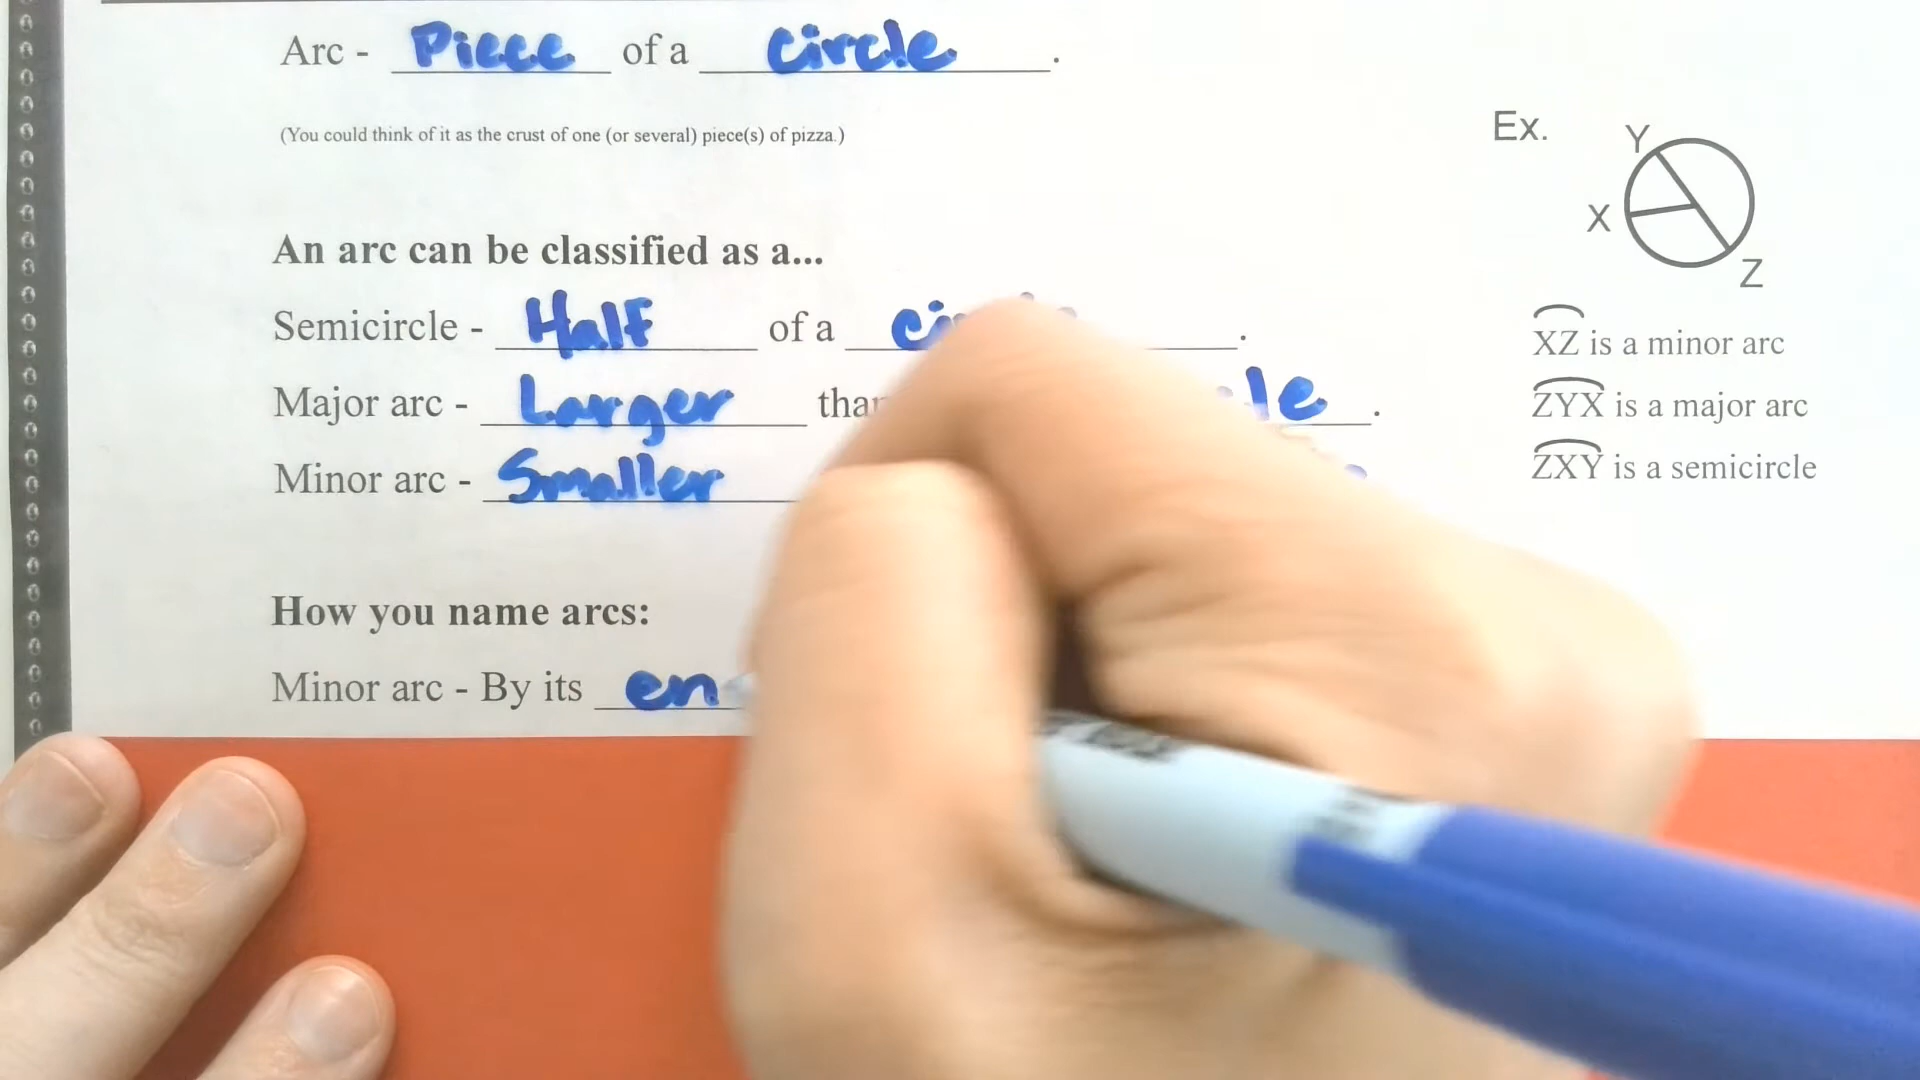 Arc - Piece of a Circle.
(You could think of it as the crust of one (or several) piece(s) of pizza.)
An arc can be classified as a...
Semicircle - Half of a
Major arc - Larger
Minor arc - Smaller
How you name arcs:
Minor arc - By its
Ex.
Y
X
Z
XZ is a minor arc
ZYX is a major arc
ZXY is a semicircle